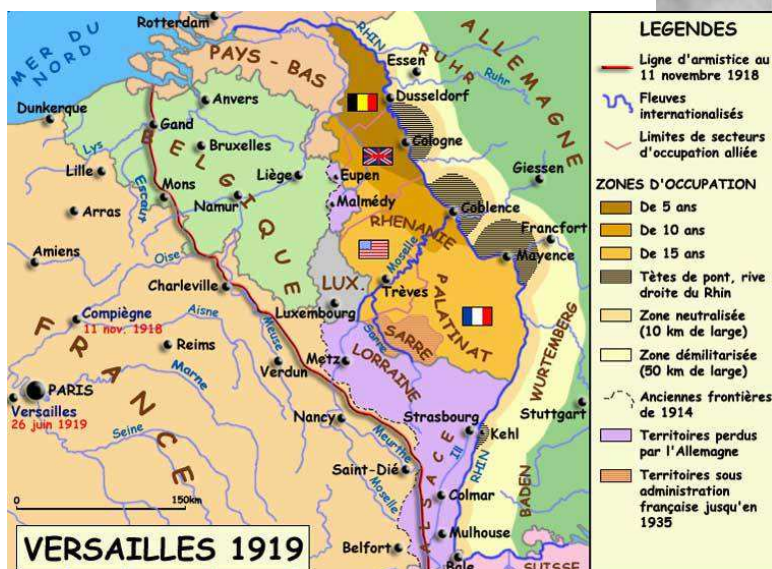 Rotterdam
MER DU
NORD
PAYS - BAS
RHIN
ALLEMAGNE
Essen
RUHR
Ruhr
Dunkerque
Anvers
Dusseldorf
Gand
BELGIQUE
Bruxelles
Cologne
Lys
Lille
Liège
Eupen
Giessen
Escaut
Mons
Namur
Malmédy
Arras
Coblence
RHENANIE
Francfort
Amiens
Oise
Moselle
Mayence
Charleville
LUX.
Trèves
PALATINAT
Compiègne
11 nov. 1918
Aisne
Luxembourg
Sarre
SARRE
WURTEMBERG
FRANCE
Reims
Meuse
Metz
LORRAINE
Verdun
PARIS
Marne
Versailles
26 juin 1919
Nancy
Strasbourg
Kehl
Stuttgart
Seine
Meurthe
Ill
RHIN
Saint-Dié
Moselle
ALSACE
Colmar
BADEN
0
150km
Mulhouse
VERSAILLES 1919
Belfort
Bale
SUISSE
LEGENDES
Ligne d'armistice au
11 novembre 1918
Fleuves
internationalisés
Limites de secteurs
d'occupation alliée
ZONES D'OCCUPATION
De 5 ans
De 10 ans
De 15 ans
Têtes de pont, rive
droite du Rhin
Zone neutralisée
(10 km de large)
Zone démilitarisée
(50 km de large)
Anciennes frontières
de 1914
Territoires perdus
par l'Allemagne
Territoires sous
administration
française jusqu'en
1935